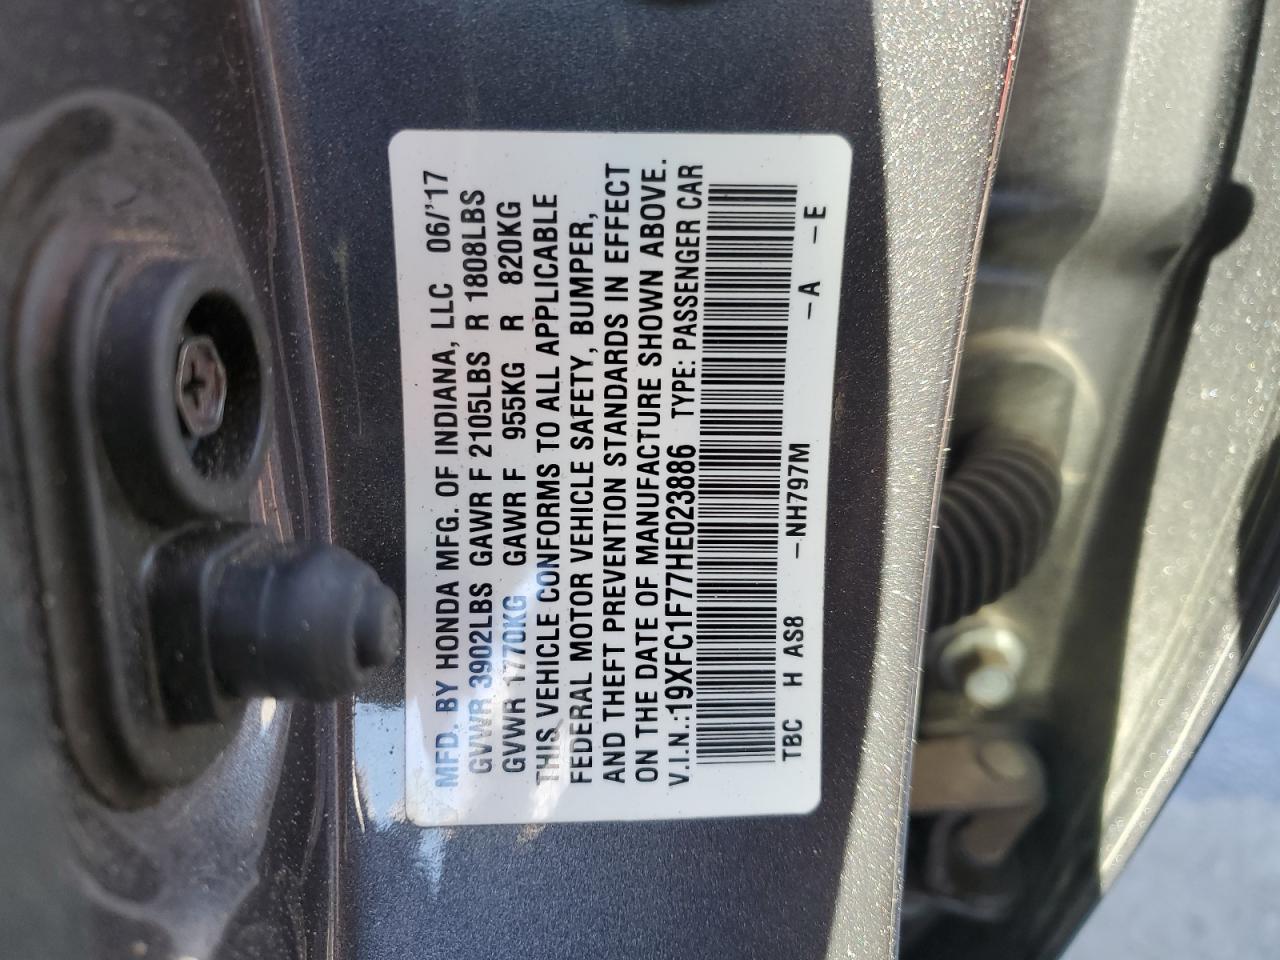 MFD. BY HONDA MFG. OF INDIANA, LLC 06/'17
GVWR 3902LBS GAWR F 2105LBS R 1808LBS
GVWR 1770KG GAWR F 955KG R 820KG
THIS VEHICLE CONFORMS TO ALL APPLICABLE
FEDERAL MOTOR VEHICLE SAFETY, BUMPER,
AND THEFT PREVENTION STANDARDS IN EFFECT
ON THE DATE OF MANUFACTURE SHOWN ABOVE.
V.I.N.:19XFC1F77HE023886 TYPE: PASSENGER CAR
TBC H AS8 -NH797M -A -E